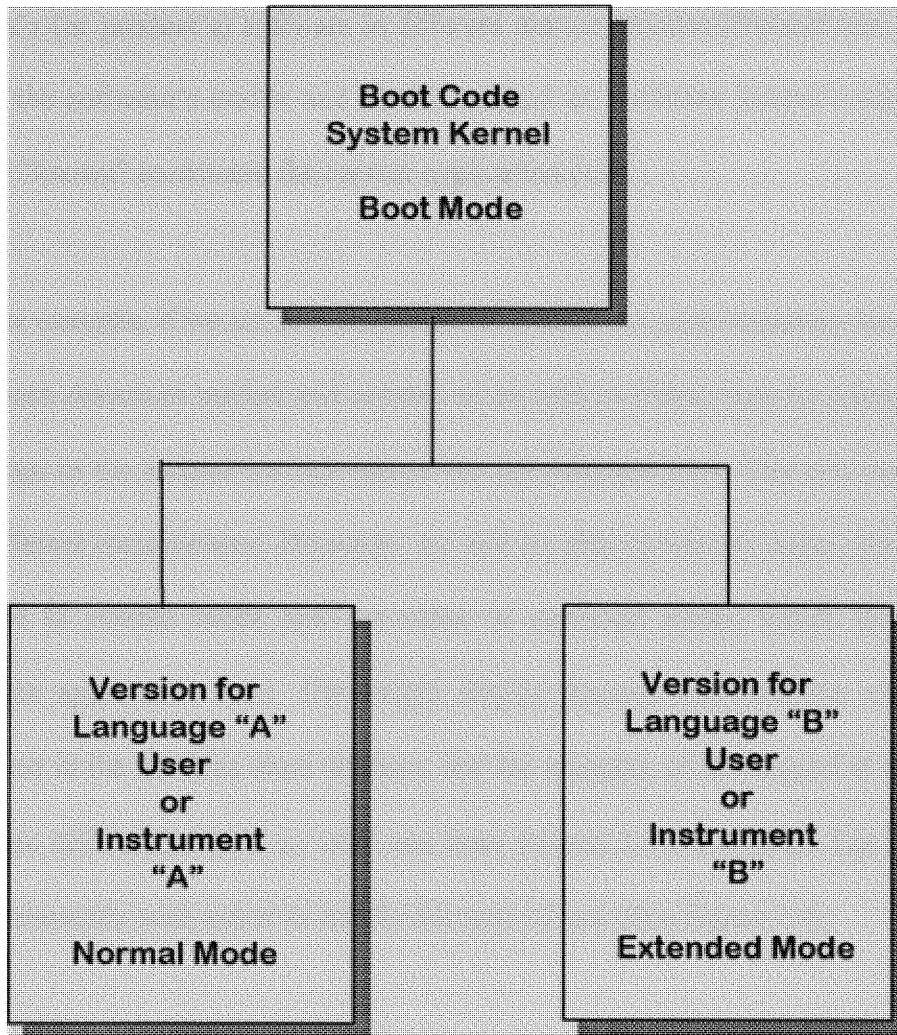 Boot Code
System Kernel
Boot Mode
Version for
Language “A”
User
or
Instrument
“A”
Normal Mode
Version for
Language “B”
User
or
Instrument
“B”
Extended Mode